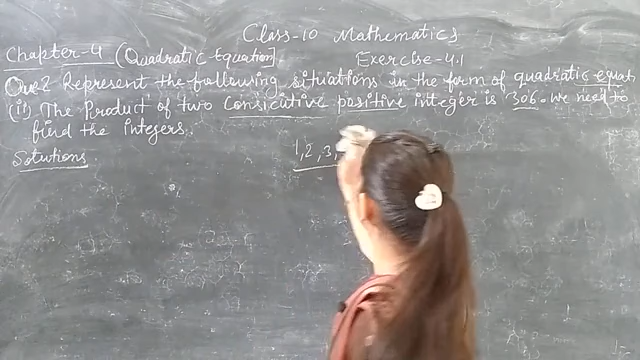 Class-10 Mathematics
Chapter-4 (Quadratic Equation] Exercise-4.1
Que2 Represent the following situations in the form of quadratic equat
(ii) The Product of two consicutive positive integer is 306. we need to
find the integers.
Solutions
1,2,3,